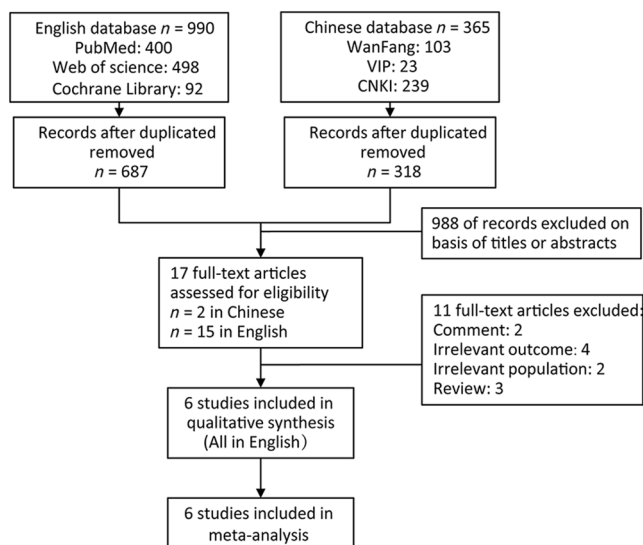 English database n = 990
PubMed: 400
Web of science: 498
Cochrane Library: 92
Chinese database n = 365
WanFang: 103
VIP: 23
CNKI: 239
Records after duplicated
removed
n = 687
Records after duplicated
removed
n = 318
988 of records excluded on
basis of titles or abstracts
17 full-text articles
assessed for eligibility
n = 2 in Chinese
n = 15 in English
11 full-text articles excluded:
Comment: 2
Irrelevant outcome: 4
Irrelevant population: 2
Review: 3
6 studies included in
qualitative synthesis
(All in English）
6 studies included in
meta-analysis